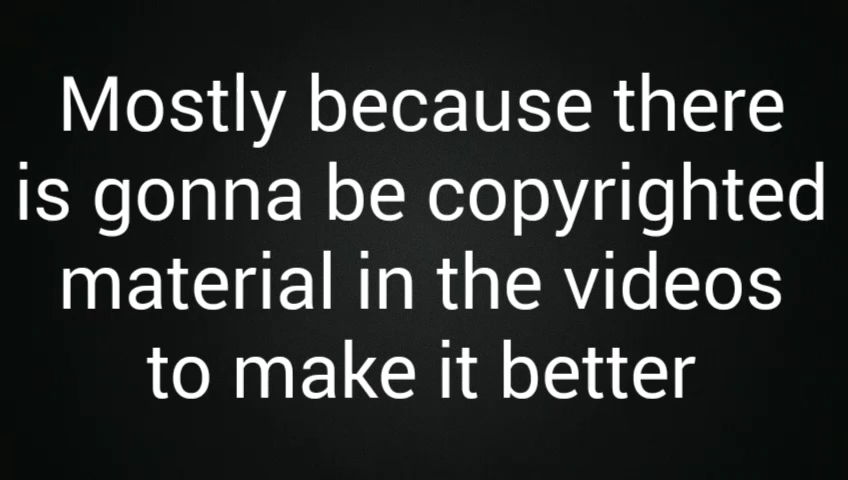 Mostly because there
is gonna be copyrighted
material in the videos
to make it better